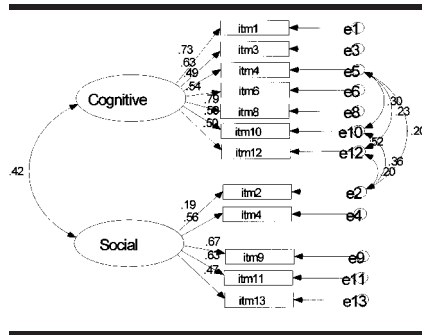 itm1 e1
.73
itm3 e3
.63
.49 itm4 e5
.54
itm6 e6
Cognitive
.79 itm8 e8
.30
.23
itm10 e10
.20
.52
itm12 e12
.36
.20
.42
itm2 e2
.19
.56 itm4 e4
Social
.67 itm9 e9
.63 itm11 e11
.47
itm13 e13